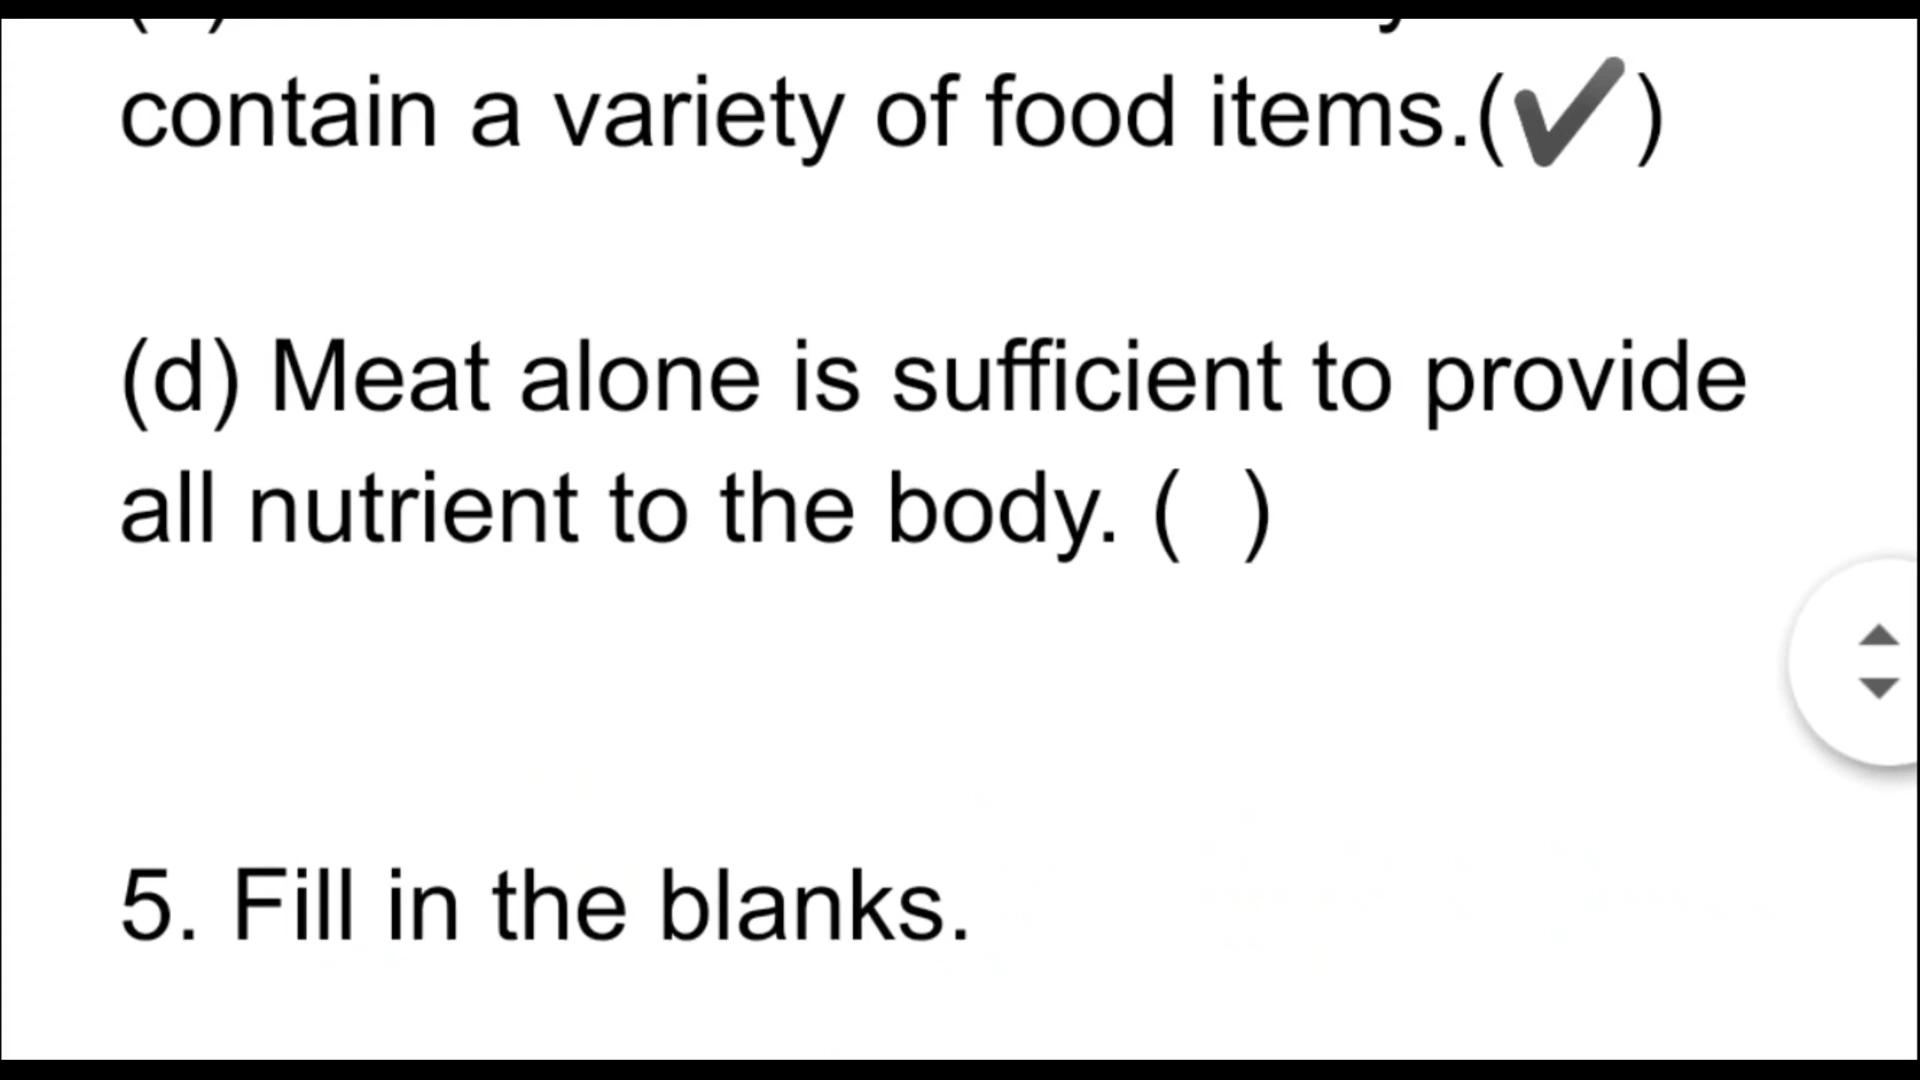 contain a variety of food items.(✔)
(d) Meat alone is sufficient to provide
all nutrient to the body. ( )
5. Fill in the blanks.